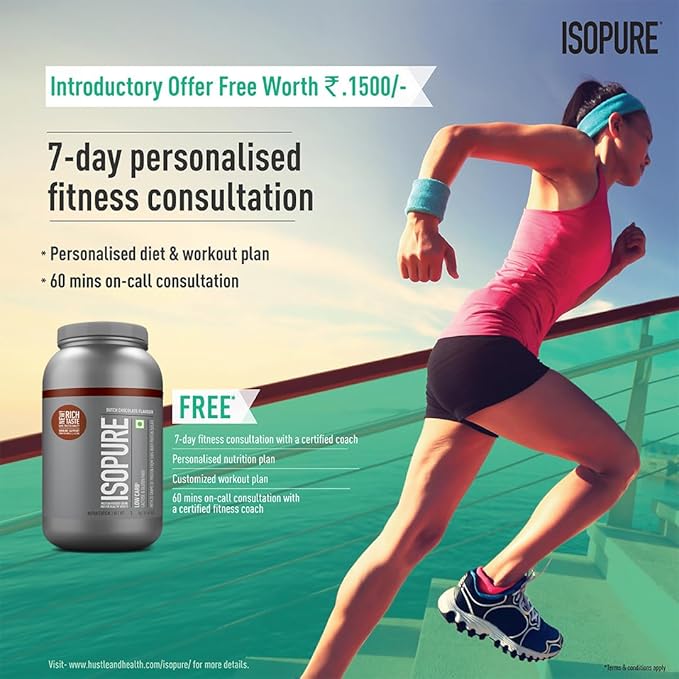 ISOPURE
Introductory Offer Free Worth ₹.1500/-
7-day personalised
fitness consultation
* Personalised diet & workout plan
* 60 mins on-call consultation
DUTCH CHOCOLATE FLAVOUR
RICH
TASTE
ISOPURE
LOW CARB
FREE*
7-day fitness consultation with a certified coach
Personalised nutrition plan
Customized workout plan
60 mins on-call consultation with
a certified fitness coach
Visit- www.hustleandhealth.com/isopure/ for more details.
*Terms & conditions apply